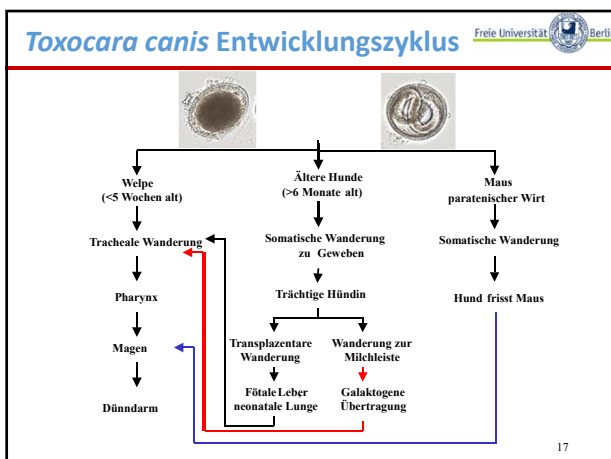 Toxocara canis Entwicklungszyklus
Freie Universität Berlin
Welpe
(<5 Wochen alt)
Tracheale Wanderung
Pharynx
Magen
Dünndarm
Ältere Hunde
(>6 Monate alt)
Somatische Wanderung
zu Geweben
Trächtige Hündin
Transplazentare
Wanderung
Fötale Leber
neonatale Lunge
Wanderung zur
Milchleiste
Galaktogene
Übertragung
Maus
paratenischer Wirt
Somatische Wanderung
Hund frisst Maus
17